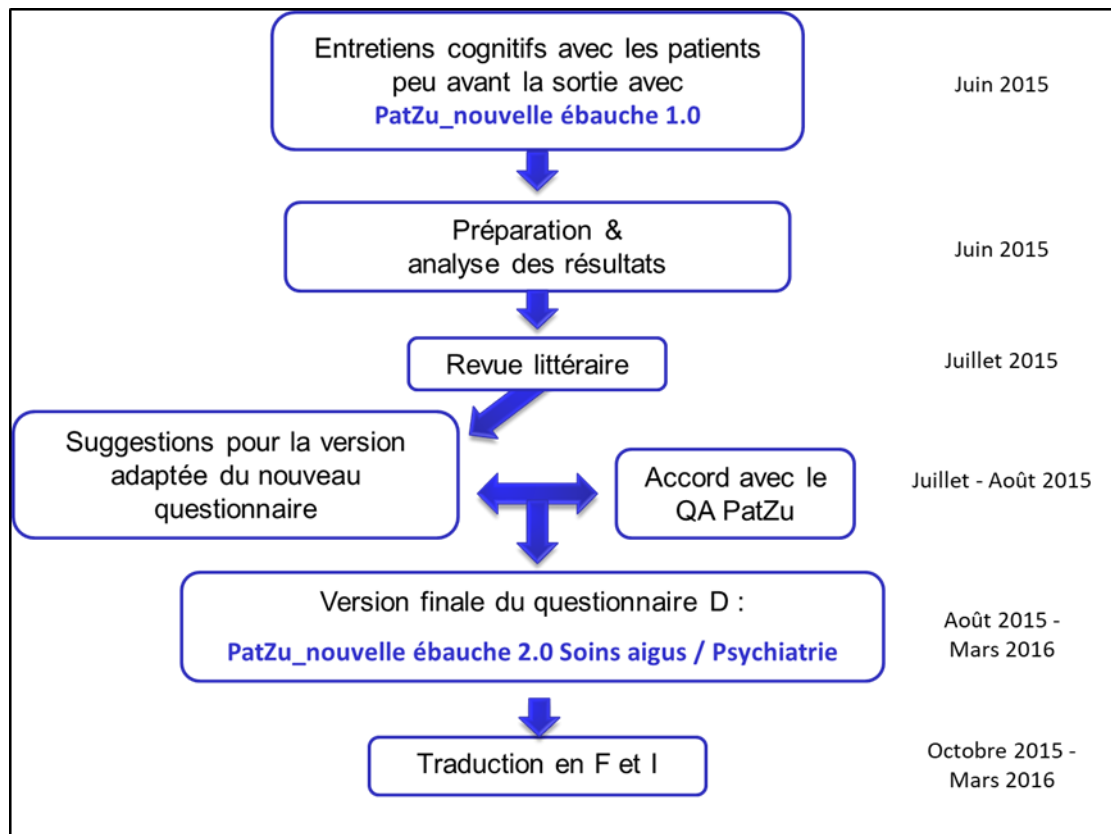 Entretiens cognitifs avec les patients
peu avant la sortie avec
PatZu_nouvelle ébauche 1.0
Juin 2015
Préparation &
analyse des résultats
Juin 2015
Revue littéraire
Juillet 2015
Suggestions pour la version
adaptée du nouveau
questionnaire
Accord avec le
QA PatZu
Juillet - Août 2015
Version finale du questionnaire D :
PatZu_nouvelle ébauche 2.0 Soins aigus / Psychiatrie
Août 2015 -
Mars 2016
Traduction en F et I
Octobre 2015 -
Mars 2016